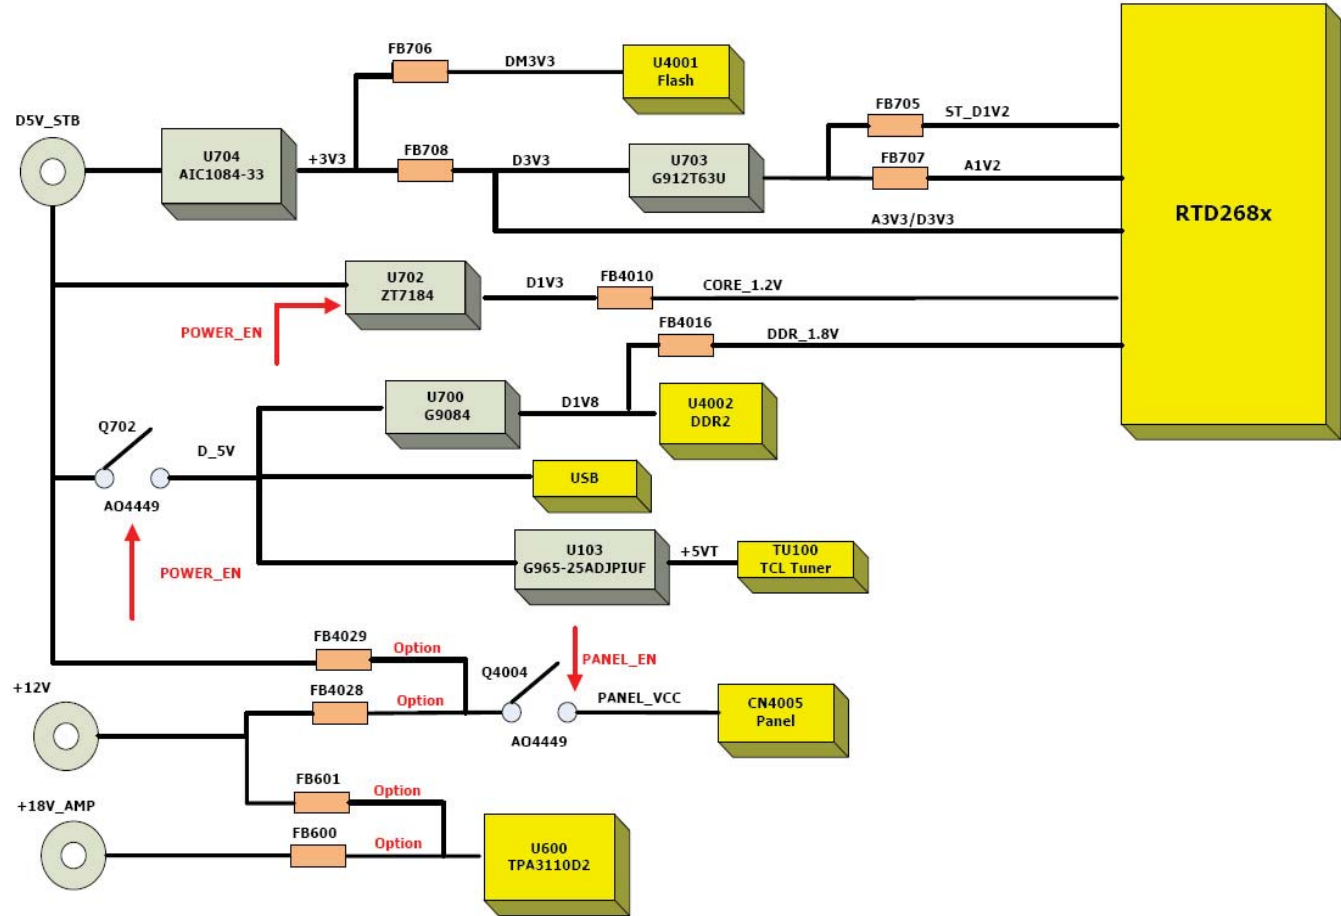 FB706
DM3V3
U4001
Flash
D5V_STB
U704
AIC1084-33
+3V3
FB708
D3V3
U703
G912T63U
FB705
ST_D1V2
FB707
A1V2
A3V3/D3V3
RTD268x
U702
ZT7184
D1V3
FB4010
CORE_1.2V
POWER_EN
FB4016
DDR_1.8V
U700
G9084
D1V8
U4002
DDR2
Q702
D_5V
AO4449
USB
POWER_EN
U103
G965-25ADJPIUF
+5VT
TU100
TCL Tuner
FB4029
Option
Q4004
PANEL_EN
+12V
FB4028
Option
PANEL_VCC
AO4449
CN4005
Panel
FB601
Option
+18V_AMP
FB600
Option
U600
TPA3110D2